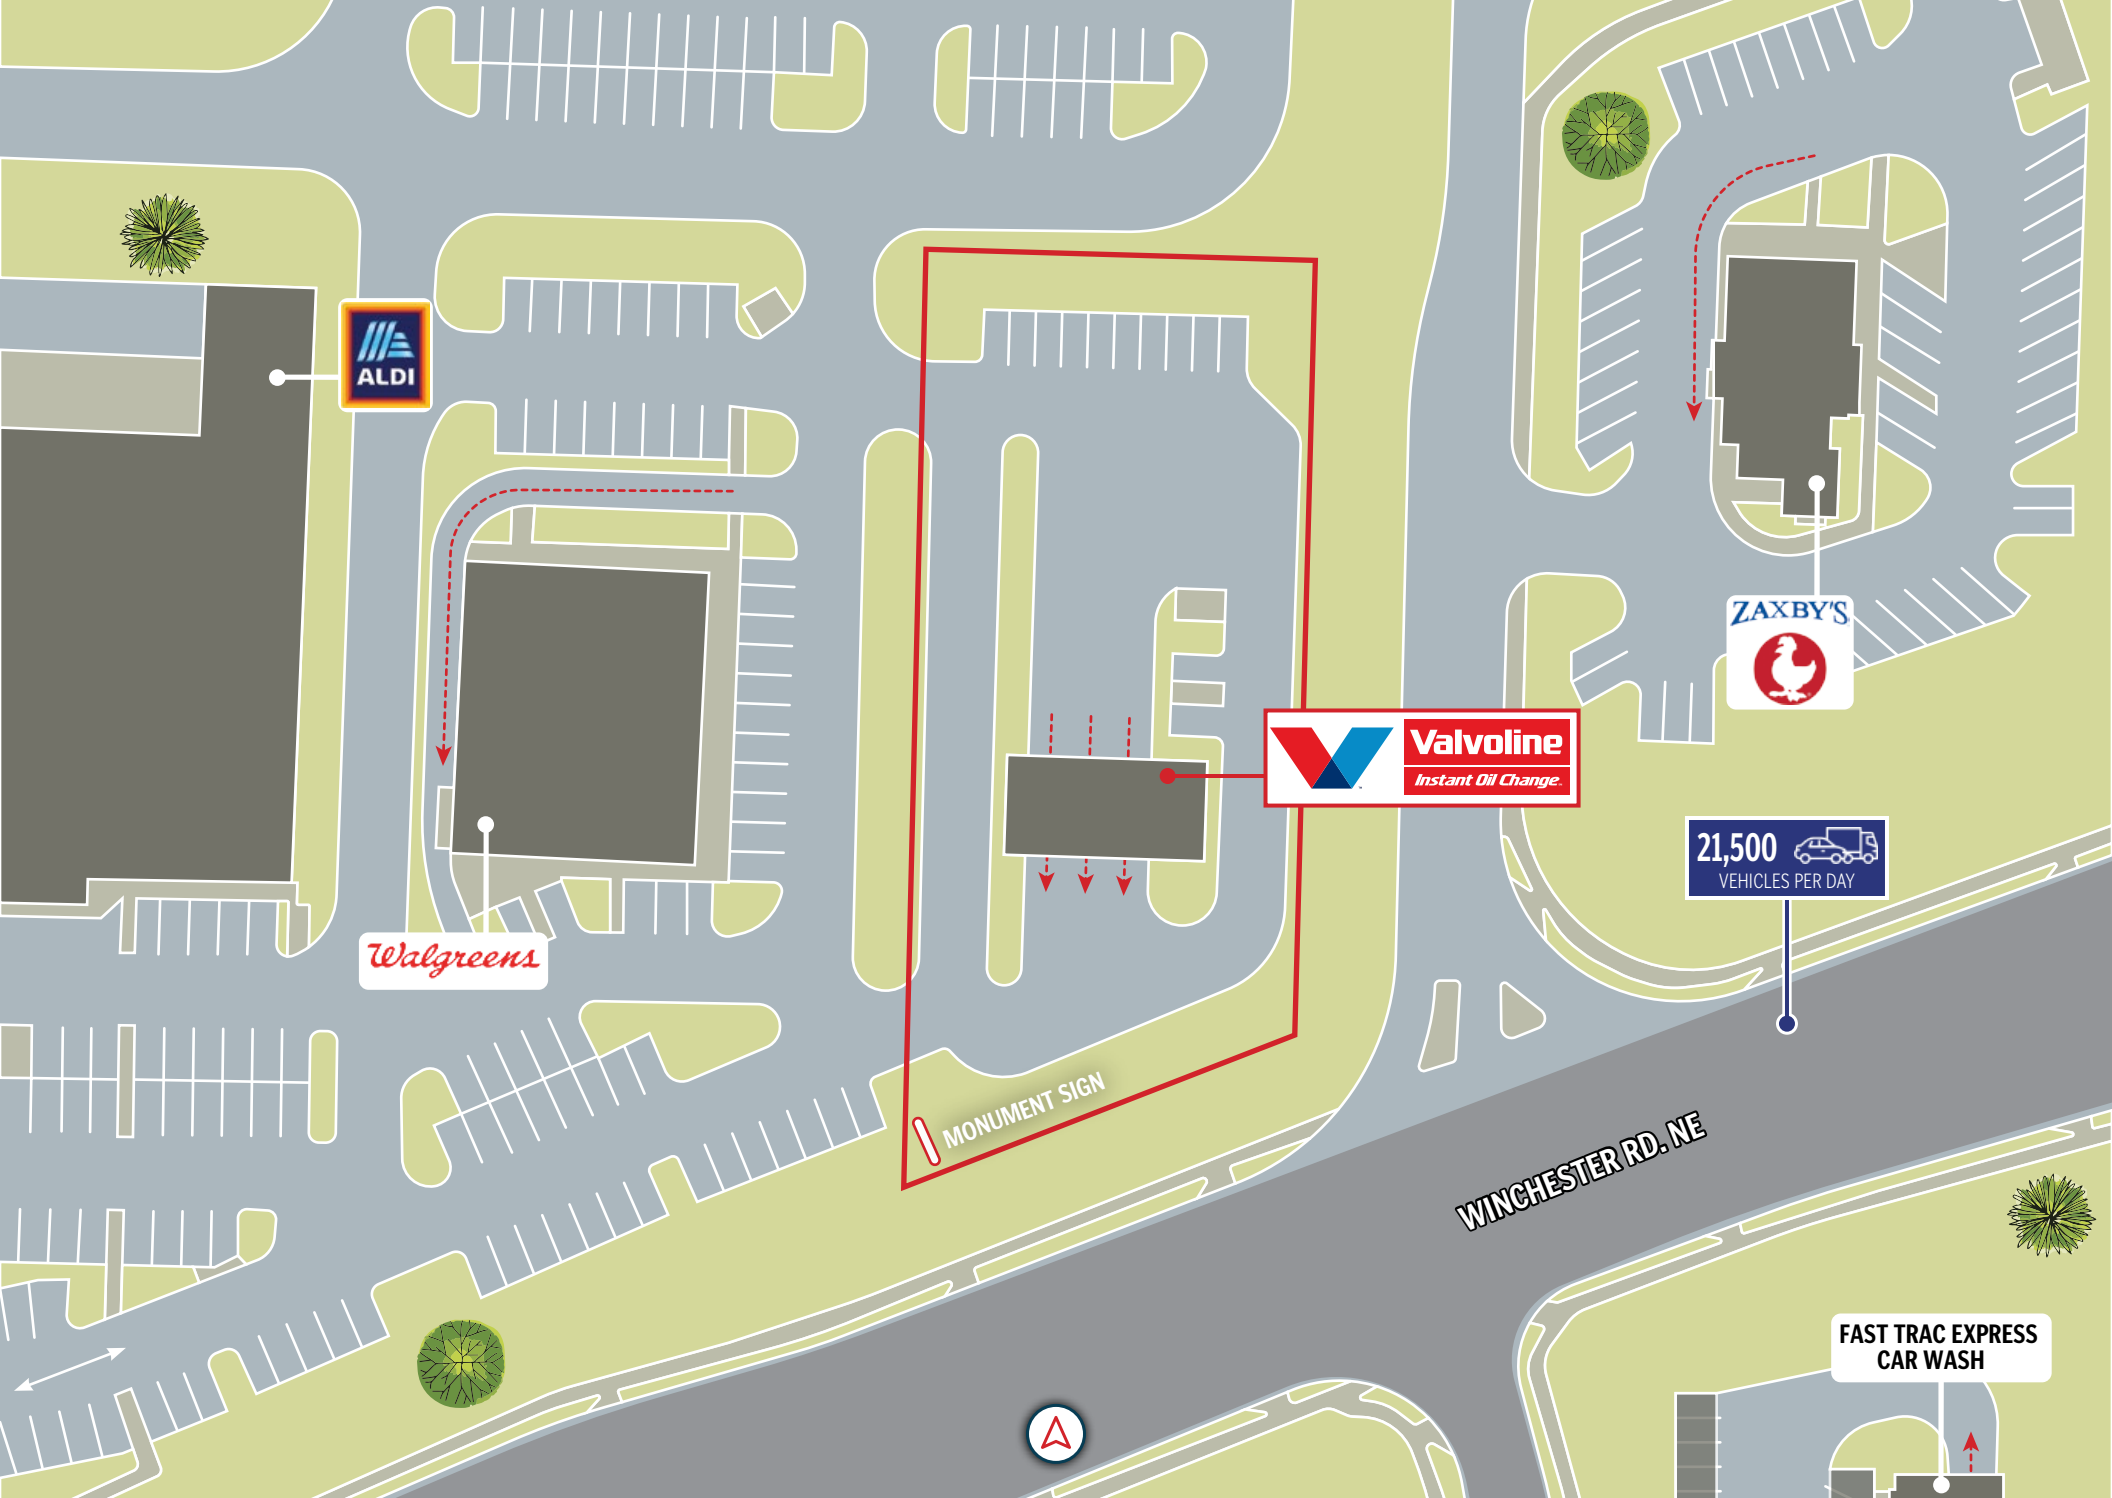 ALDI
ZAXBY'S
Valvoline
Instant Oil Change
21,500
VEHICLES PER DAY
Walgreens
MONUMENT SIGN
WINCHESTER RD. NE
FAST TRAC EXPRESS
CAR WASH